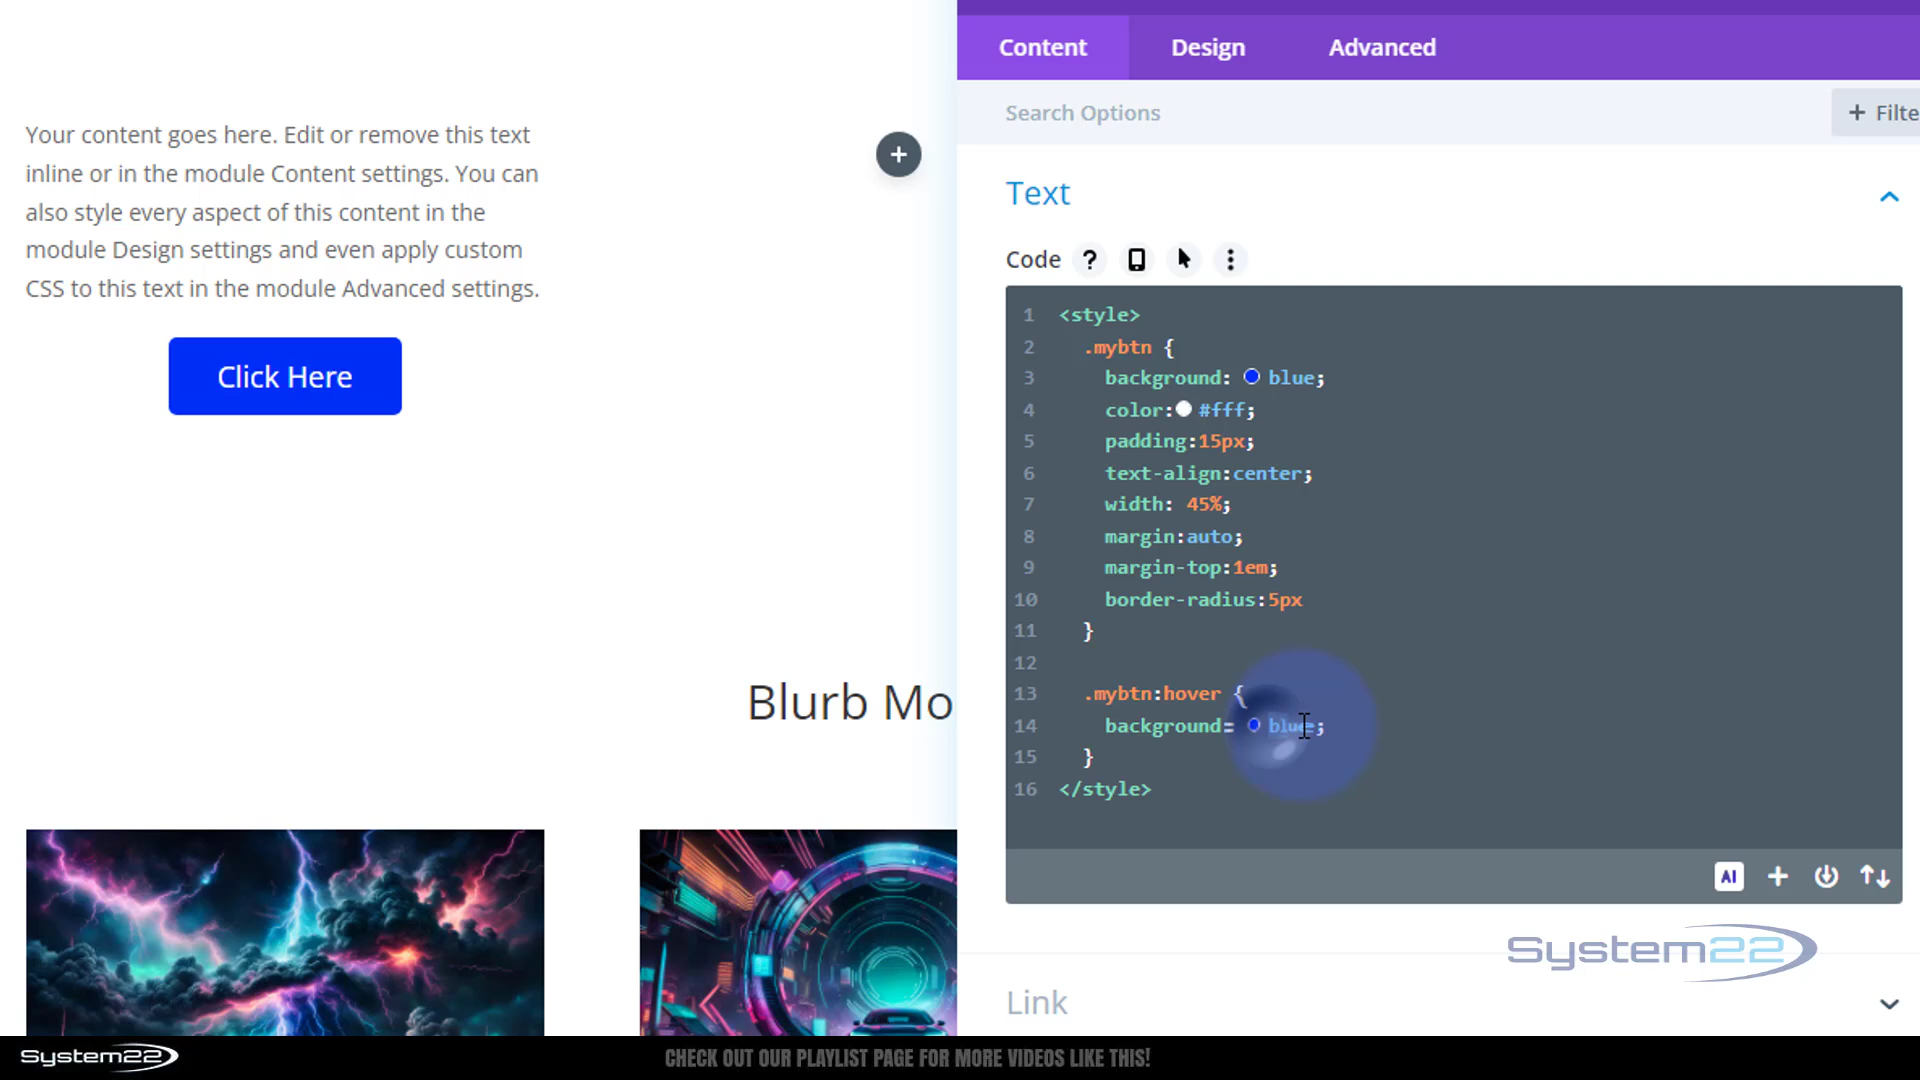 Content Design Advanced
Search Options
+ Filte
Your content goes here. Edit or remove this text
inline or in the module Content settings. You can
also style every aspect of this content in the
module Design settings and even apply custom
CSS to this text in the module Advanced settings.
Click Here
Blurb Mo
Text
Code ?
1 <style>
2 .mybtn {
3 background: blue;
4 color: #fff;
5 padding:15px;
6 text-align:center;
7 width: 45%;
8 margin:auto;
9 margin-top:1em;
10 border-radius:5px
11 }
12
13 .mybtn:hover {
14 background= blue;
15 }
16 </style>
AI
System22
Link
System22
CHECK OUT OUR PLAYLIST PAGE FOR MORE VIDEOS LIKE THIS!